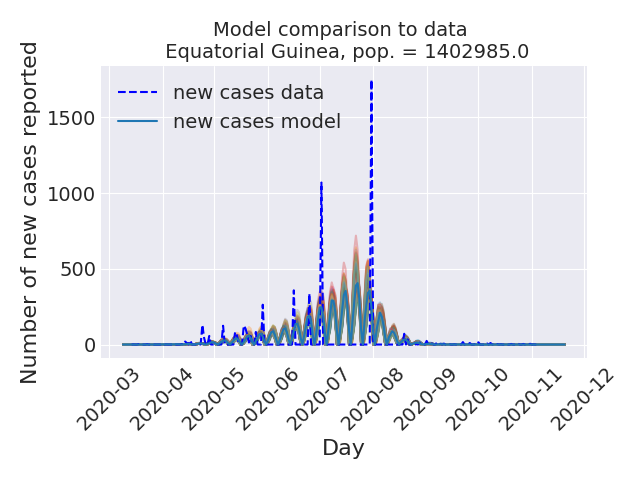 Model comparison to data
Equatorial Guinea, pop. = 1402985.0
Number of new cases reported
1500
1000
500
0
new cases data
new cases model
2020-03
2020-04
2020-05
2020-06
2020-07
2020-08
2020-09
2020-10
2020-11
2020-12
Day